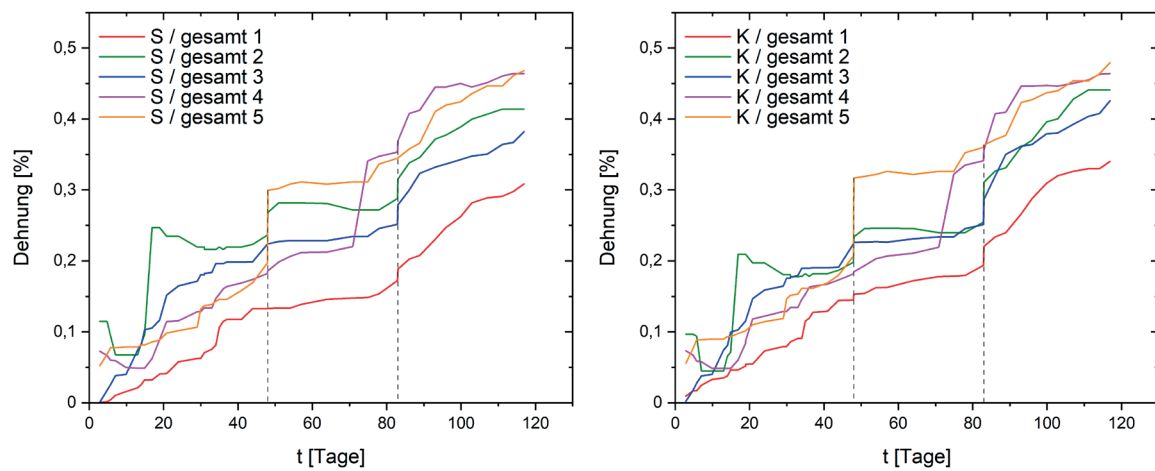 0,5
0,4
0,3
0,2
0,1
0
Dehnung [%]
S / gesamt 1
S / gesamt 2
S / gesamt 3
S / gesamt 4
S / gesamt 5
0 20 40 60 80 100 120
t [Tage]
0,5
0,4
0,3
0,2
0,1
0
Dehnung [%]
K / gesamt 1
K / gesamt 2
K / gesamt 3
K / gesamt 4
K / gesamt 5
0 20 40 60 80 100 120
t [Tage]